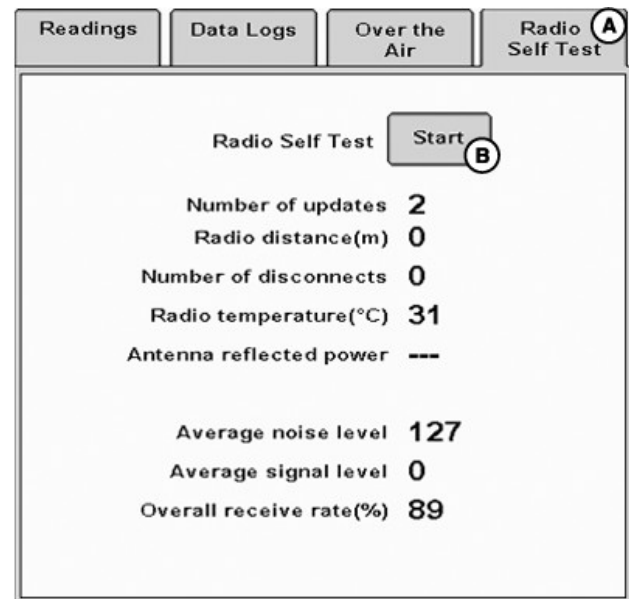 Readings
Data Logs
Over the
Air
Radio
Self Test
A
Radio Self Test
Start
B
Number of updates 2
Radio distance(m) 0
Number of disconnects 0
Radio temperature(°C) 31
Antenna reflected power ---
Average noise level 127
Average signal level 0
Overall receive rate(%) 89